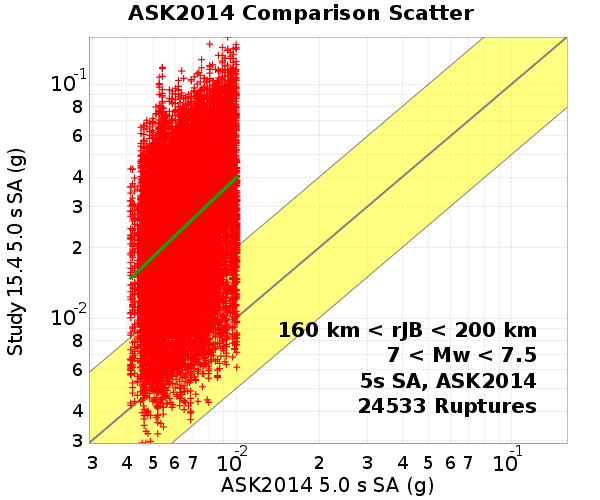 ASK2014 Comparison Scatter
Study 15.4 5.0 s SA (g)
10-1
8
6
4
3
2
10-2
8
6
4
3
160 km < rJB < 200 km
7 < Mw < 7.5
5s SA, ASK2014
24533 Ruptures
3 4 5 6 7 10-2 2 3 4 5 6 7 10-1
ASK2014 5.0 s SA (g)